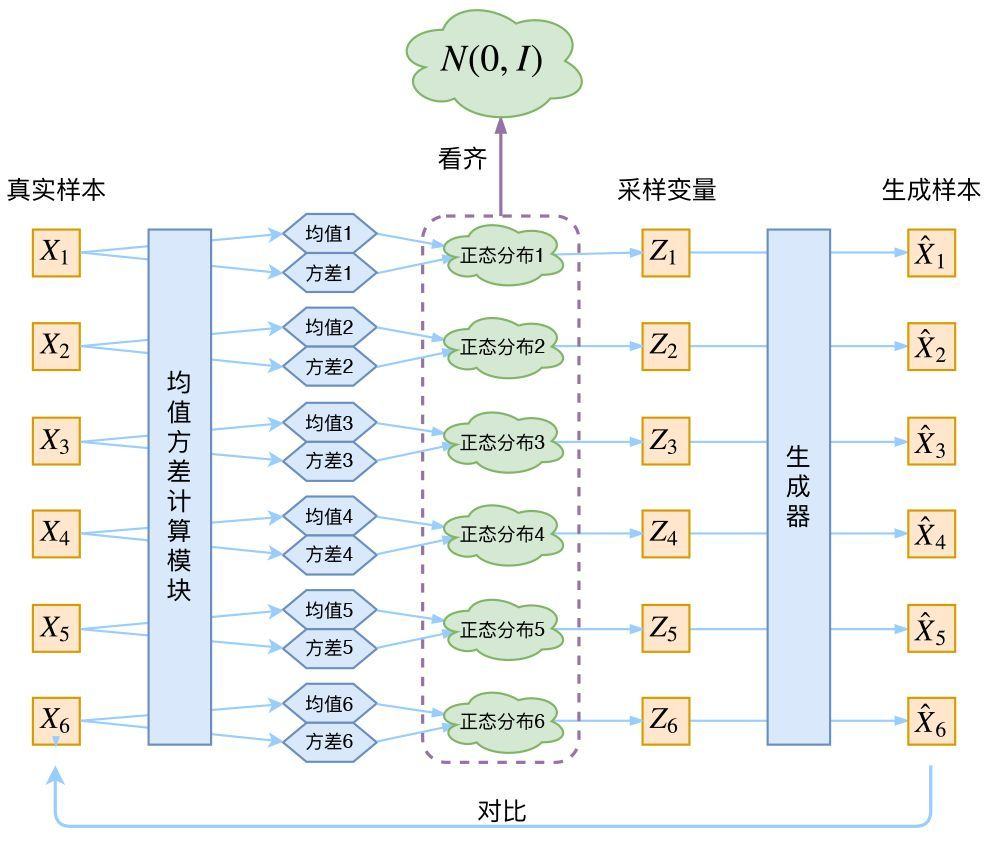 N(0, I)
看齐
真实样本
采样变量
生成样本
X₁
均值1
方差1
正态分布1
Z₁
X̂₁
X₂
均值2
方差2
正态分布2
Z₂
X̂₂
X₃
均值3
方差3
正态分布3
Z₃
X̂₃
X₄
均值4
方差4
正态分布4
Z₄
X̂₄
X₅
均值5
方差5
正态分布5
Z₅
X̂₅
X₆
均值6
方差6
正态分布6
Z₆
X̂₆
均值方差计算模块
生成器
对比